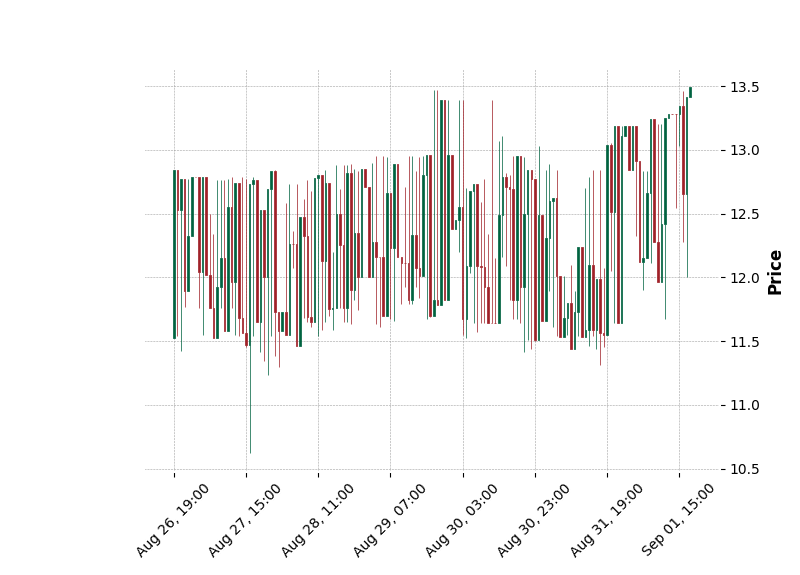 13.5
13.0
12.5
12.0
11.5
11.0
10.5
Price
Aug 26, 19:00
Aug 27, 15:00
Aug 28, 11:00
Aug 29, 07:00
Aug 30, 03:00
Aug 30, 23:00
Aug 31, 19:00
Sep 01, 15:00